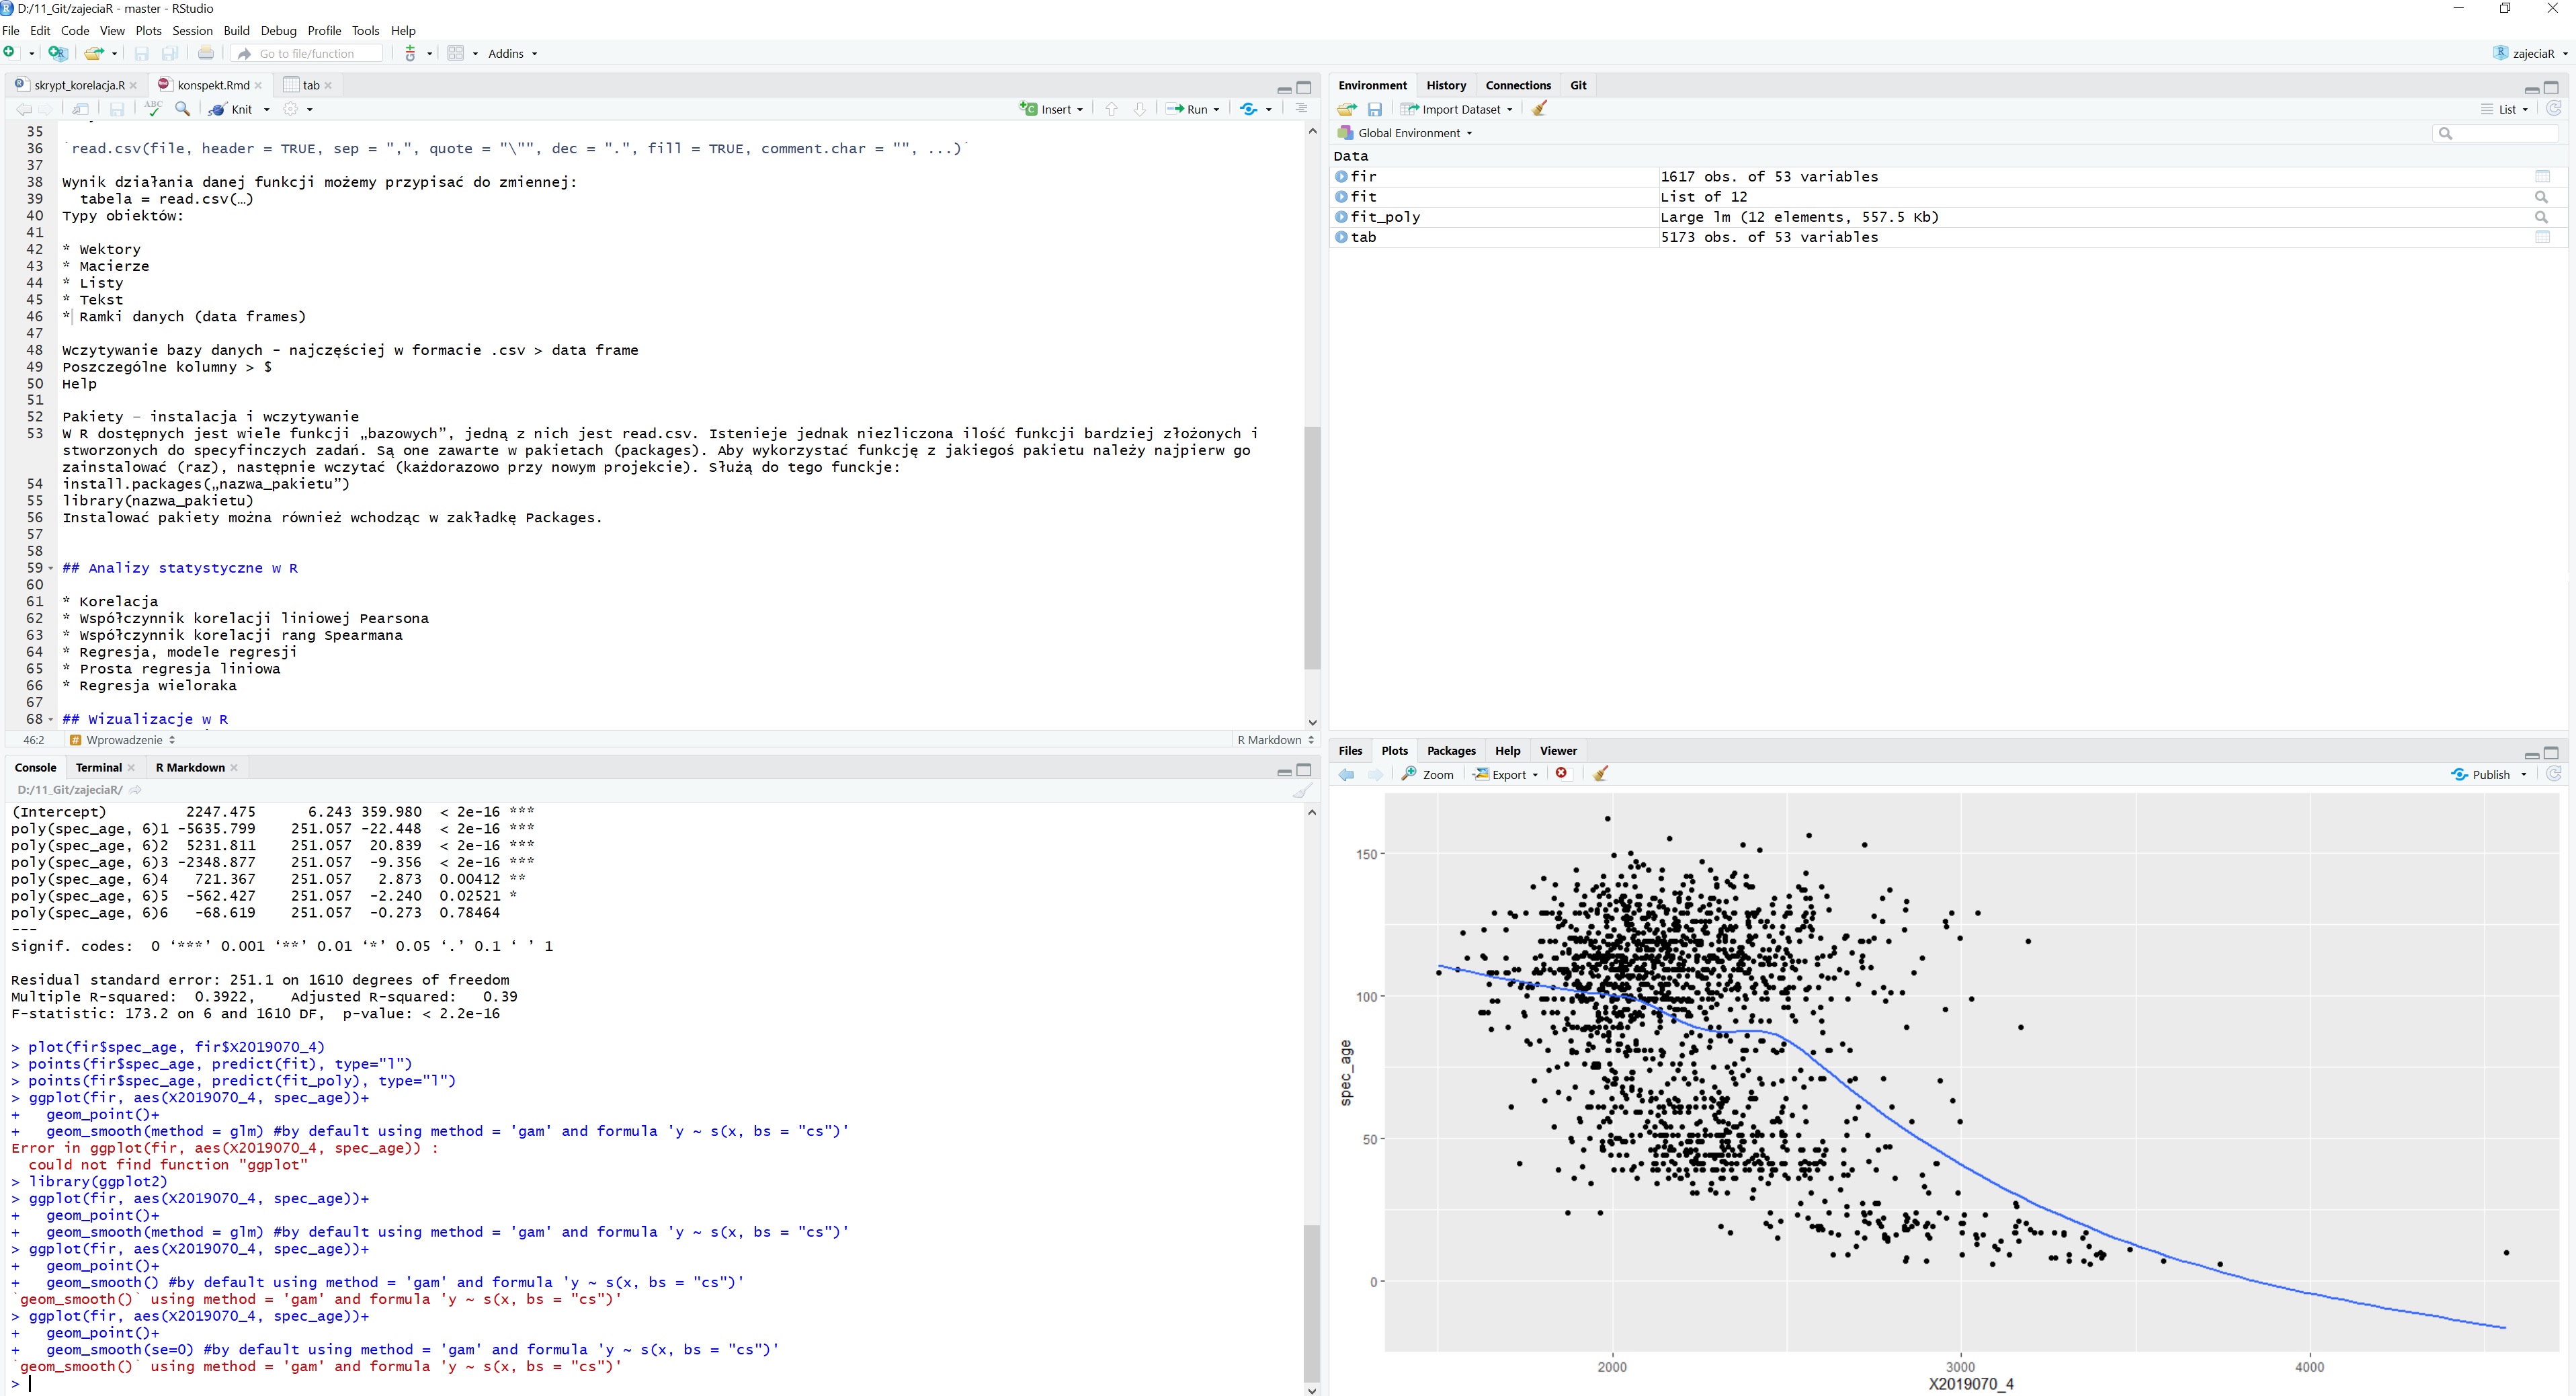 D:/11_Git/zajeciaR - master - RStudio
File Edit Code View Plots Session Build Debug Profile Tools Help
Go to file/function Addins zajeciaR
skrypt_korelacja.R konspekt.Rmd tab
ABC Knit Insert Run
35
36 `read.csv(file, header = TRUE, sep = ",", quote = "\"", dec = ".", fill = TRUE, comment.char = "", ...)`
37
38 Wynik działania danej funkcji możemy przypisać do zmiennej:
39 tabela = read.csv(…)
40 Typy obiektów:
41
42 * Wektory
43 * Macierze
44 * Listy
45 * Tekst
46 * Ramki danych (data frames)
47
48 Wczytywanie bazy danych - najczęściej w formacie .csv > data frame
49 Poszczególne kolumny > $
50 Help
51
52 Pakiety – instalacja i wczytywanie
53 W R dostępnych jest wiele funkcji „bazowych”, jedną z nich jest read.csv. Istenieje jednak niezliczona ilość funkcji bardziej złożonych i
stworzonych do specyfinczych zadań. Są one zawarte w pakietach (packages). Aby wykorzystać funkcję z jakiegoś pakietu należy najpierw go
zainstalować (raz), następnie wczytać (każdorazowo przy nowym projekcie). Służą do tego funckje:
54 install.packages(„nazwa_pakietu”)
55 library(nazwa_pakietu)
56 Instalować pakiety można również wchodząc w zakładkę Packages.
57
58
59 ## Analizy statystyczne w R
60
61 * Korelacja
62 * Współczynnik korelacji liniowej Pearsona
63 * Współczynnik korelacji rang Spearmana
64 * Regresja, modele regresji
65 * Prosta regresja liniowa
66 * Regresja wieloraka
67
68 ## Wizualizacje w R
46:2 # Wprowadzenie R Markdown
Console Terminal R Markdown
D:/11_Git/zajeciaR/
(Intercept) 2247.475 6.243 359.980 < 2e-16 ***
poly(spec_age, 6)1 -5635.799 251.057 -22.448 < 2e-16 ***
poly(spec_age, 6)2 5231.811 251.057 20.839 < 2e-16 ***
poly(spec_age, 6)3 -2348.877 251.057 -9.356 < 2e-16 ***
poly(spec_age, 6)4 721.367 251.057 2.873 0.00412 **
poly(spec_age, 6)5 -562.427 251.057 -2.240 0.02521 *
poly(spec_age, 6)6 -68.619 251.057 -0.273 0.78464
---
Signif. codes: 0 ‘***’ 0.001 ‘**’ 0.01 ‘*’ 0.05 ‘.’ 0.1 ‘ ’ 1
Residual standard error: 251.1 on 1610 degrees of freedom
Multiple R-squared: 0.3922, Adjusted R-squared: 0.39
F-statistic: 173.2 on 6 and 1610 DF, p-value: < 2.2e-16
> plot(fir$spec_age, fir$X2019070_4)
> points(fir$spec_age, predict(fit), type="l")
> points(fir$spec_age, predict(fit_poly), type="l")
> ggplot(fir, aes(X2019070_4, spec_age))+
+ geom_point()+
+ geom_smooth(method = glm) #by default using method = 'gam' and formula 'y ~ s(x, bs = "cs")'
Error in ggplot(fir, aes(X2019070_4, spec_age)) :
could not find function "ggplot"
> library(ggplot2)
> ggplot(fir, aes(X2019070_4, spec_age))+
+ geom_point()+
+ geom_smooth(method = glm) #by default using method = 'gam' and formula 'y ~ s(x, bs = "cs")'
> ggplot(fir, aes(X2019070_4, spec_age))+
+ geom_point()+
+ geom_smooth() #by default using method = 'gam' and formula 'y ~ s(x, bs = "cs")'
`geom_smooth()` using method = 'gam' and formula 'y ~ s(x, bs = "cs")'
> ggplot(fir, aes(X2019070_4, spec_age))+
+ geom_point()+
+ geom_smooth(se=0) #by default using method = 'gam' and formula 'y ~ s(x, bs = "cs")'
`geom_smooth()` using method = 'gam' and formula 'y ~ s(x, bs = "cs")'
>
Environment History Connections Git
Import Dataset List
Global Environment
Data
fir 1617 obs. of 53 variables
fit List of 12
fit_poly Large lm (12 elements, 557.5 Kb)
tab 5173 obs. of 53 variables
Files Plots Packages Help Viewer
Zoom Export Publish
150
100
50
0
spec_age
2000 3000 4000
X2019070_4